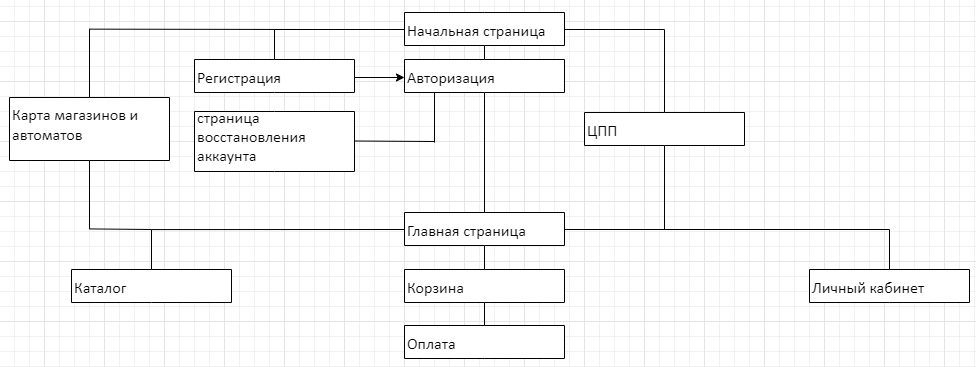 Начальная страница
Регистрация
Авторизация
Карта магазинов и
автоматов
страница
восстановления
аккаунта
ЦПП
Главная страница
Каталог
Корзина
Личный кабинет
Оплата